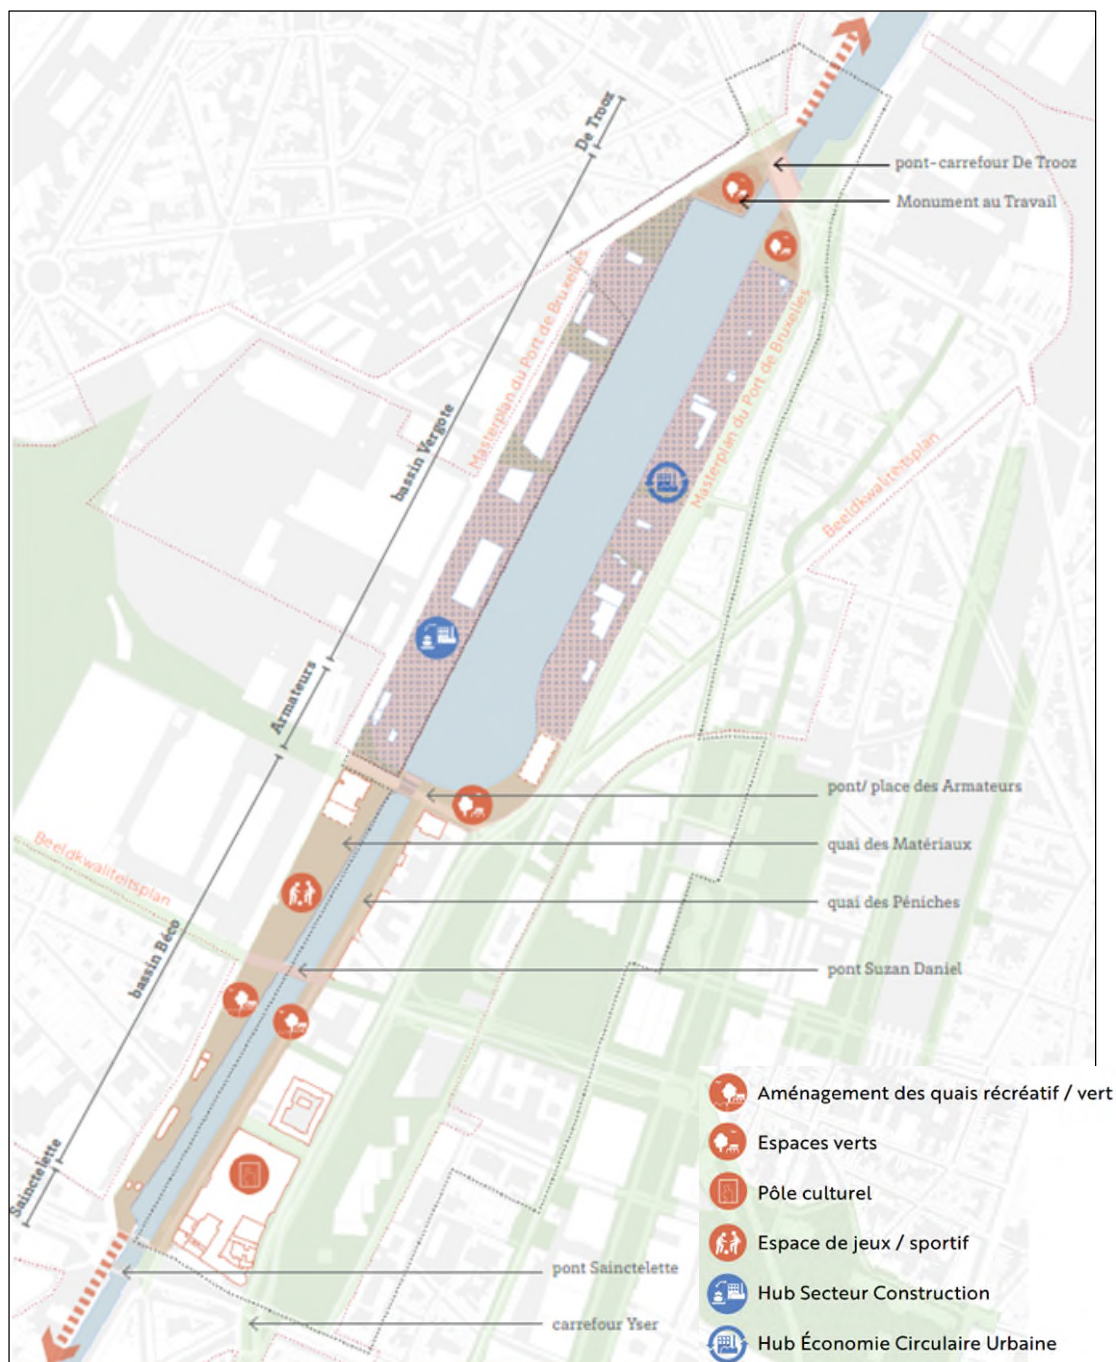 De Trooz
pont-carrefour De Trooz
Monument au Travail
Masterplan du Port de Bruxelles
Masterplan du Port de Bruxelles
bassin Vergote
Beeldkwaliteitsplan
Armateurs
pont/ place des Armateurs
quai des Matériaux
Beeldkwaliteitsplan
quai des Péniches
bassin Béco
pont Suzan Daniel
Sainctelette
Aménagement des quais récréatif / vert
Espaces verts
Pôle culturel
Espace de jeux / sportif
pont Sainctelette
Hub Secteur Construction
carrefour Yser
Hub Économie Circulaire Urbaine